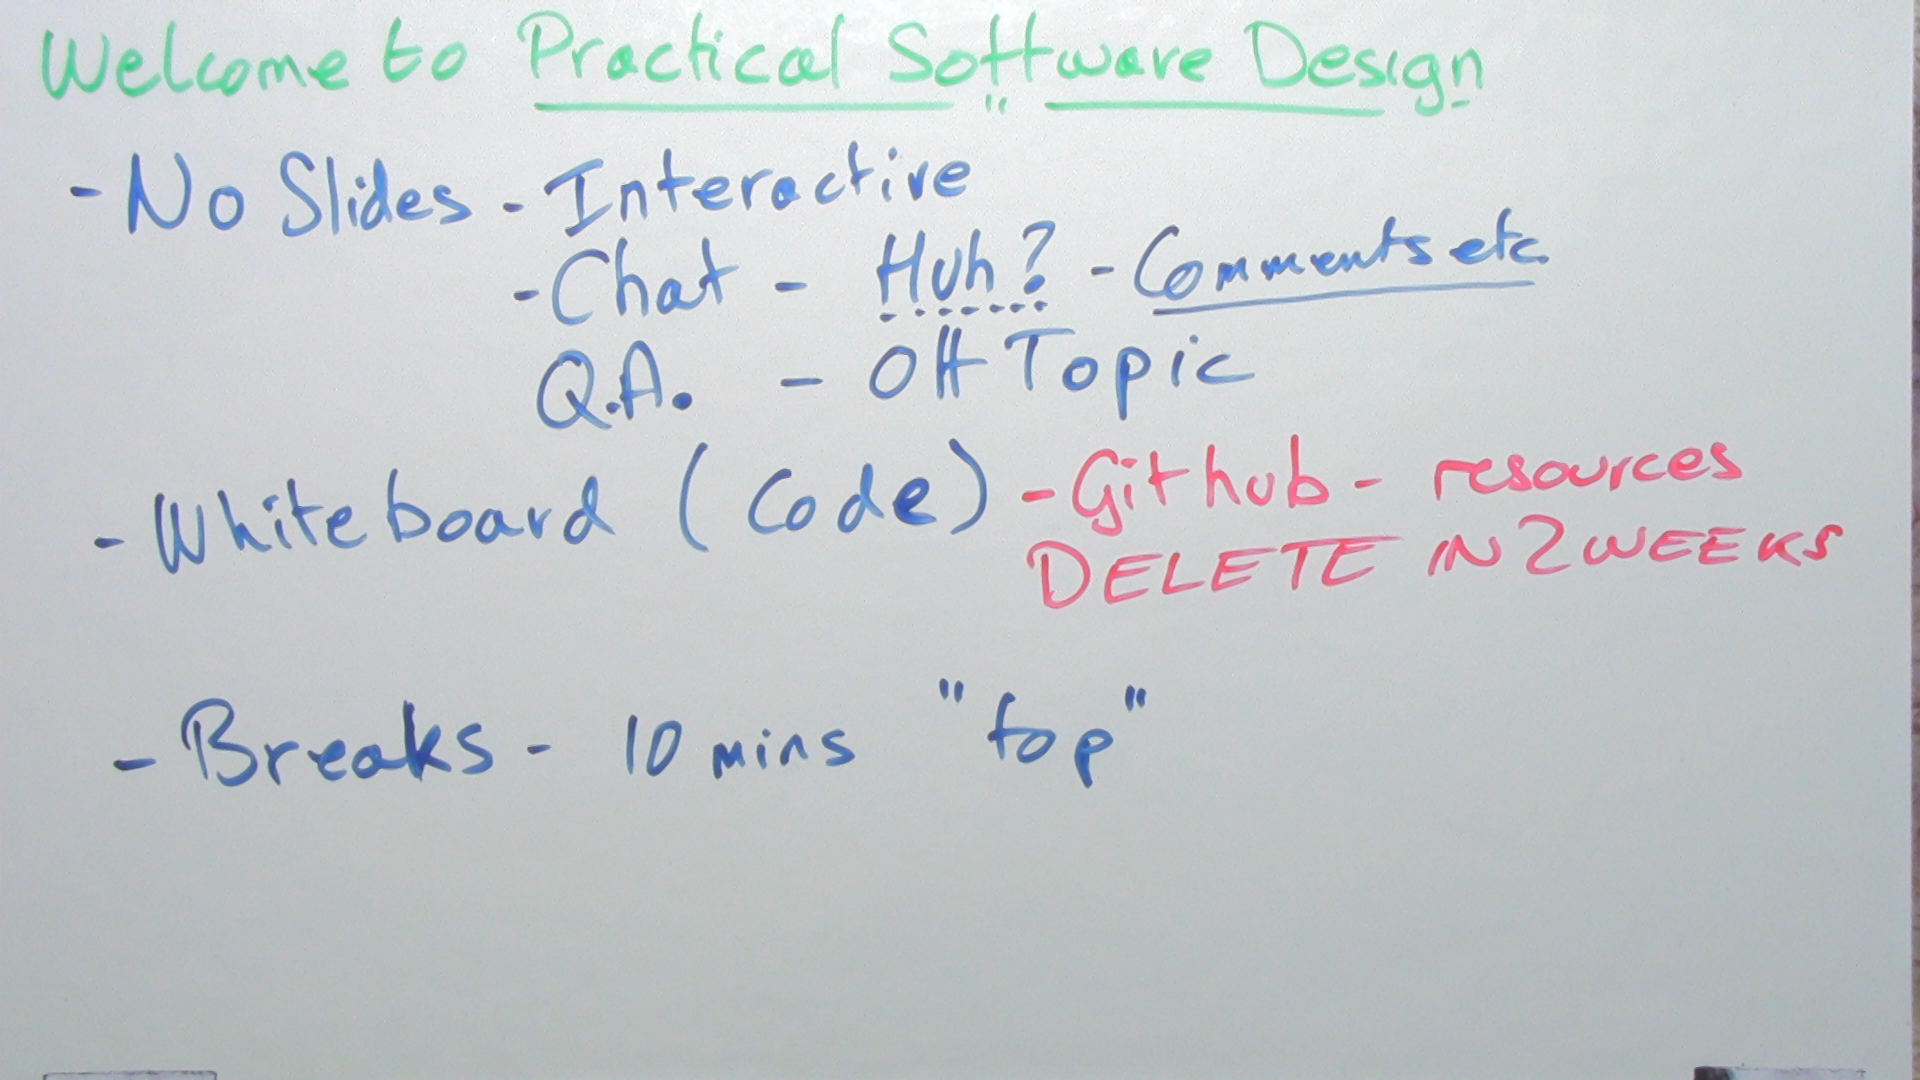 Welcome to Practical Software Design
- No Slides - Interactive
- Chat - Huh? - Comments etc.
Q.A. - Off Topic
- Whiteboard (Code) - Github - resources
DELETE IN 2 WEEKS
- Breaks - 10 mins "top"